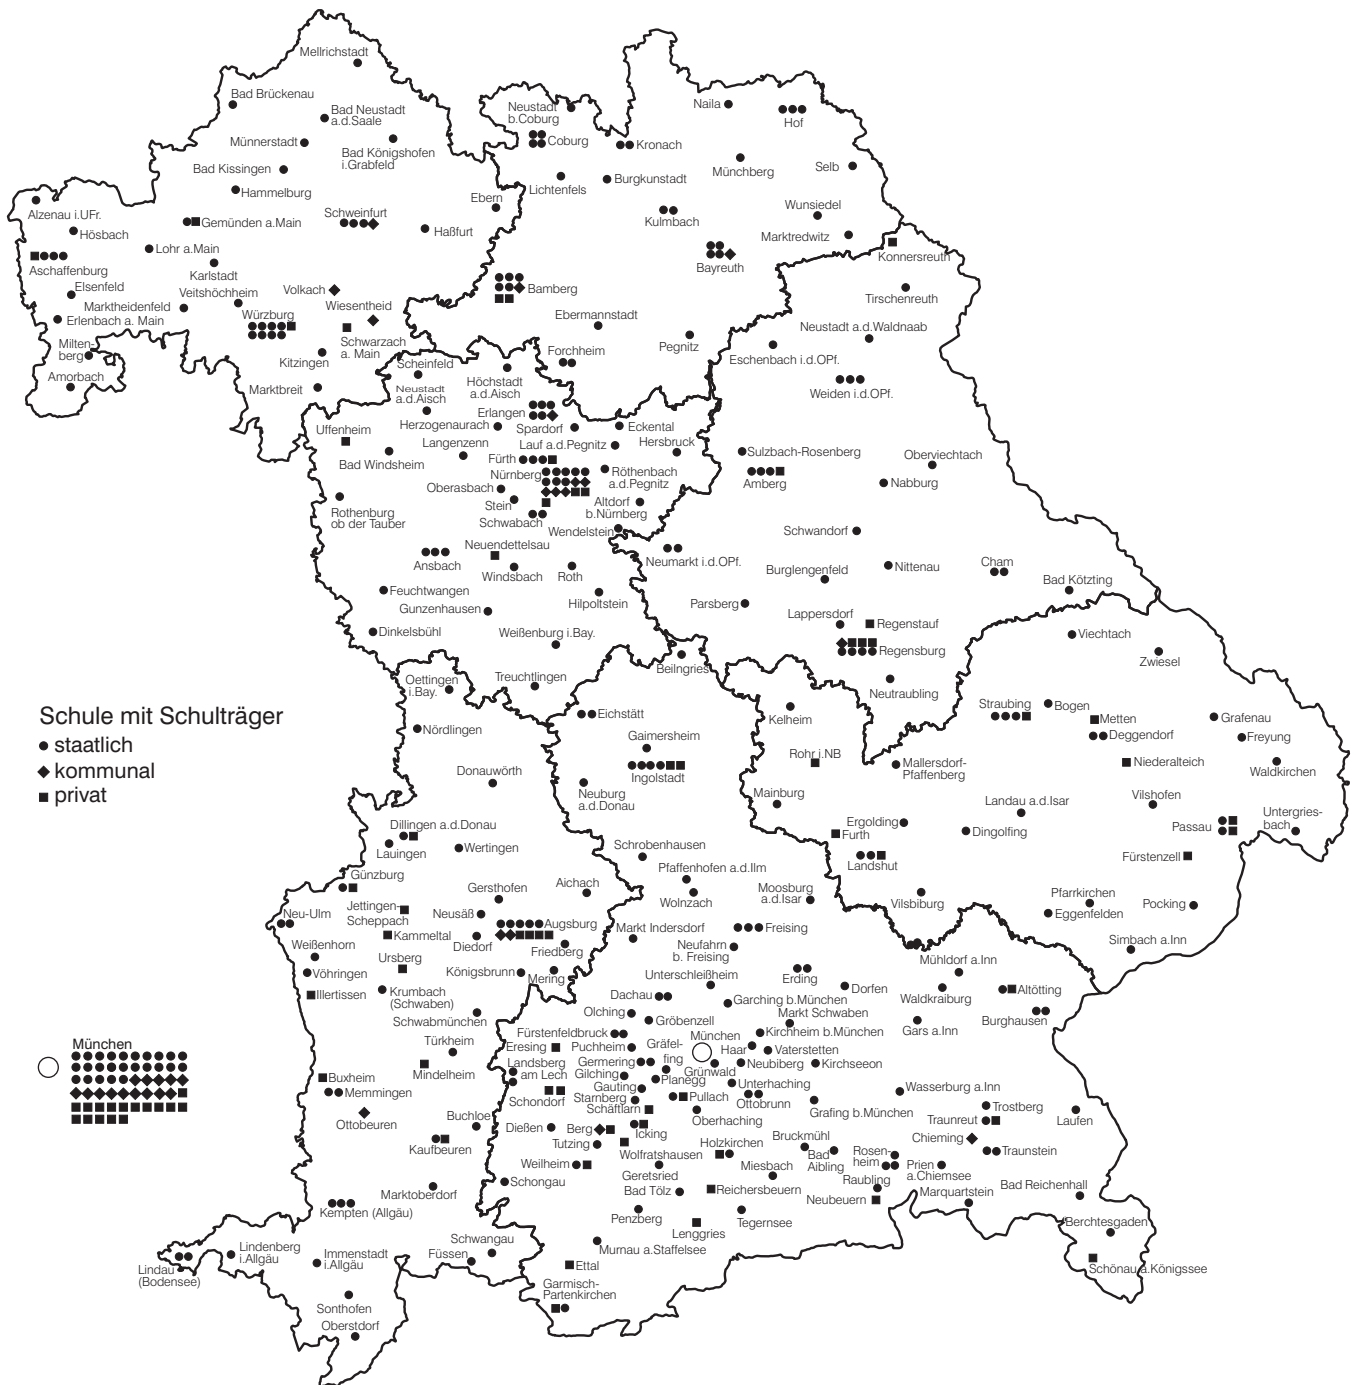 Mellrichstadt
Bad Brückenau
Bad Neustadt
a.d.Saale
Münnerstadt
Bad Königshofen
i.Grabfeld
Bad Kissingen
Hammelburg
Ebern
Alzenau i.UFr.
Hösbach
Gemünden a.Main
Schweinfurt
Haßfurt
Lohr a.Main
Aschaffenburg
Karlstadt
Elsenfeld
Veitshöchheim
Volkach
Marktheidenfeld
Wiesentheid
Erlenbach a. Main
Würzburg
Schwarzach
a. Main
Milten-
berg
Kitzingen
Amorbach
Marktbreit
Neustadt
b.Coburg
Coburg
Kronach
Naila
Hof
Münchberg
Selb
Lichtenfels
Burgkunstadt
Kulmbach
Wunsiedel
Marktredwitz
Bayreuth
Konnersreuth
Bamberg
Tirschenreuth
Ebermannstadt
Neustadt a.d.Waldnaab
Forchheim
Pegnitz
Eschenbach i.d.OPf.
Weiden i.d.OPf.
Scheinfeld
Höchstadt
a.d.Aisch
Neustadt
a.d.Aisch
Erlangen
Herzogenaurach
Spardorf
Eckental
Uffenheim
Langenzenn
Lauf a.d.Pegnitz
Hersbruck
Bad Windsheim
Fürth
Nürnberg
Röthenbach
a.d.Pegnitz
Oberasbach
Stein
Altdorf
b.Nürnberg
Rothenburg
ob der Tauber
Schwabach
Wendelstein
Neuendettelsau
Ansbach
Windsbach
Roth
Feuchtwangen
Hilpoltstein
Gunzenhausen
Dinkelsbühl
Weißenburg i.Bay.
Treuchtlingen
Sulzbach-Rosenberg
Oberviechtach
Amberg
Nabburg
Schwandorf
Neumarkt i.d.OPf.
Burglengenfeld
Nittenau
Cham
Bad Kötzting
Parsberg
Lappersdorf
Regenstauf
Regensburg
Viechtach
Zwiesel
Beilngries
Neutraubling
Oettingen
i.Bay.
Eichstätt
Kelheim
Straubing
Bogen
Metten
Deggendorf
Grafenau
Freyung
Nördlingen
Gaimersheim
Rohr i.NB
Mallersdorf-
Pfaffenberg
Niederalteich
Waldkirchen
Ingolstadt
Donauwörth
Neuburg
a.d.Donau
Mainburg
Landau a.d.Isar
Vilshofen
Untergries-
bach
Schule mit Schulträger
staatlich
kommunal
privat
Dillingen a.d.Donau
Lauingen
Wertingen
Ergolding
Furth
Dingolfing
Passau
Landshut
Fürstenzell
Schrobenhausen
Pfaffenhofen a.d.Ilm
Wolnzach
Moosburg
a.d.Isar
Vilsbiburg
Pfarrkirchen
Eggenfelden
Pocking
Simbach a.Inn
Günzburg
Gersthofen
Aichach
Jettingen-
Scheppach
Neusäß
Neu-Ulm
Augsburg
Kammeltal
Diedorf
Friedberg
Weißenhorn
Ursberg
Königsbrunn
Mering
Vöhringen
Illertissen
Krumbach
(Schwaben)
Schwabmünchen
Markt Indersdorf
Freising
Neufahrn
b. Freising
Unterschleißheim
Erding
Dorfen
Mühldorf a.Inn
Waldkraiburg
Altötting
Burghausen
Gars a.Inn
Dachau
Garching b.München
Olching
Gröbenzell
Markt Schwaben
Fürstenfeldbruck
Gräfel-
fing
München
Kirchheim b.München
Eresing
Puchheim
Haar
Vaterstetten
Landsberg
am Lech
Germering
Grünwald
Neubiberg
Kirchseeon
Gilching
Planegg
Gauting
Unterhaching
Wasserburg a.Inn
Schondorf
Starnberg
Pullach
Ottobrunn
Schäftlarn
Oberhaching
Grafing b.München
Trostberg
Traunreut
Laufen
Dießen
Berg
Icking
Tutzing
Holzkirchen
Bruckmühl
Bad
Aibling
Rosen-
heim
Chieming
Traunstein
Weilheim
Wolfratshausen
Geretsried
Miesbach
Prien
a.Chiemsee
Raubling
Schongau
Bad Tölz
Reichersbeuern
Neubeuern
Marquartstein
Bad Reichenhall
Penzberg
Lenggries
Tegernsee
Berchtesgaden
Murnau a.Staffelsee
Schönau a.Königssee
Ettal
Garmisch-
Partenkirchen
München
Türkheim
Mindelheim
Buxheim
Memmingen
Ottobeuren
Buchloe
Kaufbeuren
Marktoberdorf
Kempten (Allgäu)
Schwangau
Füssen
Lindau
(Bodensee)
Lindenberg
i.Allgäu
Immenstadt
i.Allgäu
Sonthofen
Oberstdorf